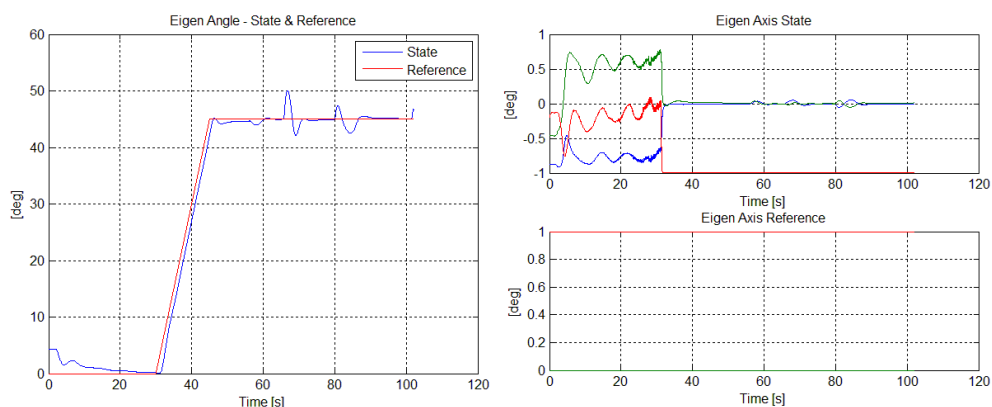 Eigen Angle - State & Reference
60
50
40
30
20
10
0
[deg]
0 20 40 60 80 100 120
Time [s]
State
Reference
Eigen Axis State
1
0.5
0
-0.5
-1
[deg]
0 20 40 60 80 100 120
Time [s]
Eigen Axis Reference
1
0.8
0.6
0.4
0.2
0
[deg]
0 20 40 60 80 100 120
Time [s]